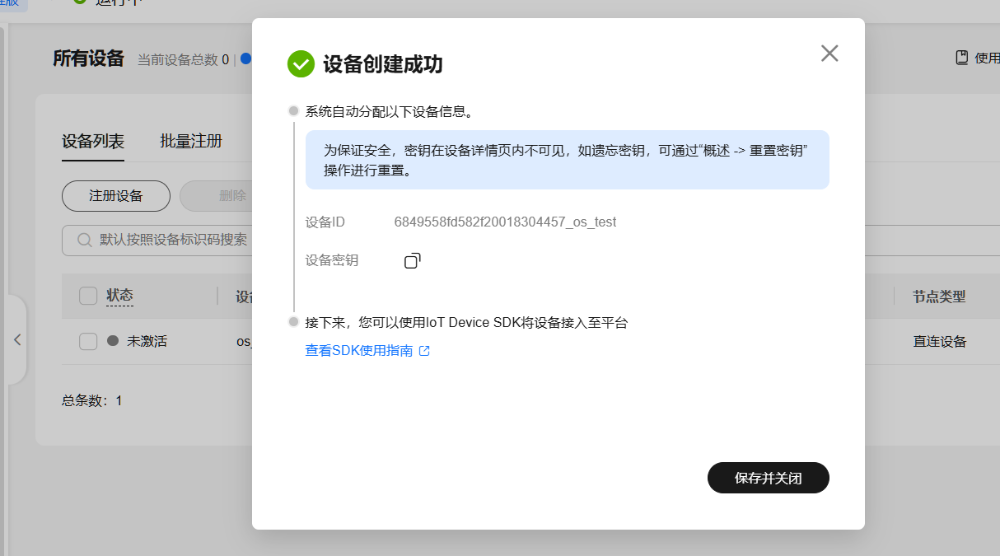 运行中
所有设备 当前设备总数 0
使用
设备列表 批量注册
注册设备 删除
默认按照设备标识码搜索
状态 节点类型
未激活 os_ 直连设备
总条数：1
设备创建成功
系统自动分配以下设备信息。
为保证安全，密钥在设备详情页内不可见，如遗忘密钥，可通过“概述 -> 重置密钥”
操作进行重置。
设备ID 6849558fd582f20018304457_os_test
设备密钥
接下来，您可以使用IoT Device SDK将设备接入至平台
查看SDK使用指南
保存并关闭